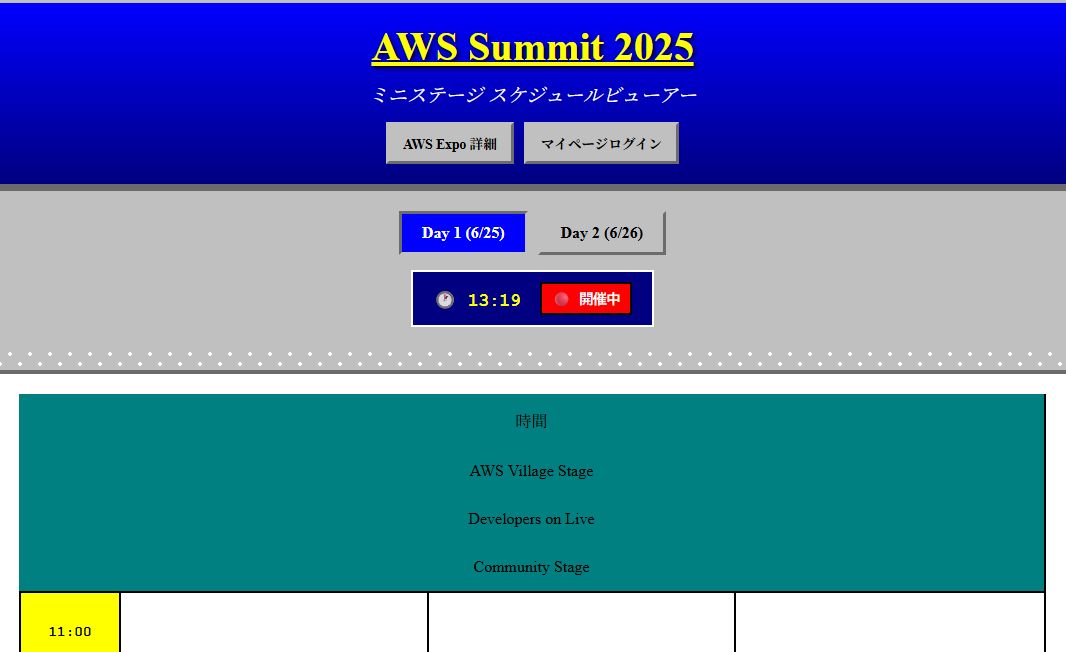 AWS Summit 2025
ミニステージ スケジュールビューアー
AWS Expo 詳細 マイページログイン
Day 1 (6/25) Day 2 (6/26)
13:19 開催中
時間
AWS Village Stage
Developers on Live
Community Stage
11:00